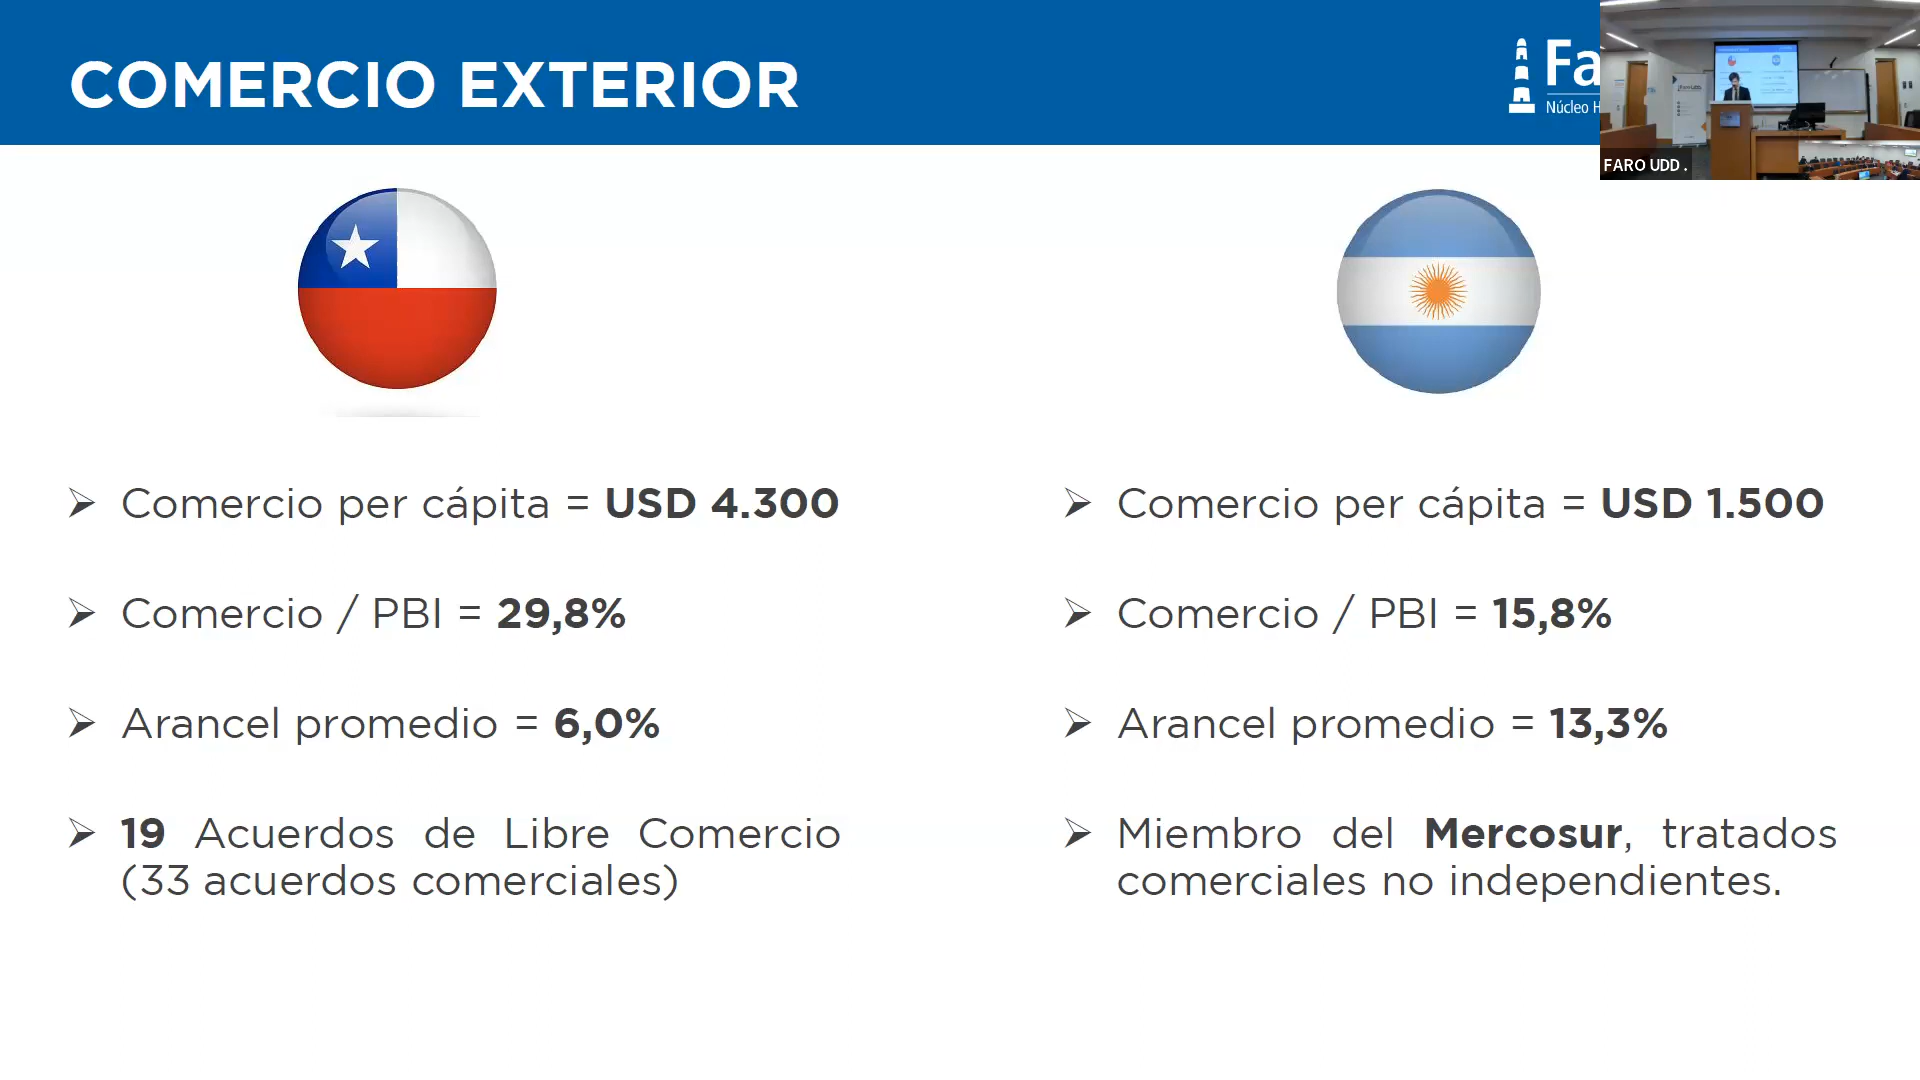 COMERCIO EXTERIOR
Fa
Núcleo H
FARO UDD .
➢ Comercio per cápita = USD 4.300
➢ Comercio / PBI = 29,8%
➢ Arancel promedio = 6,0%
➢ 19 Acuerdos de Libre Comercio
(33 acuerdos comerciales)
➢ Comercio per cápita = USD 1.500
➢ Comercio / PBI = 15,8%
➢ Arancel promedio = 13,3%
➢ Miembro del Mercosur, tratados
comerciales no independientes.